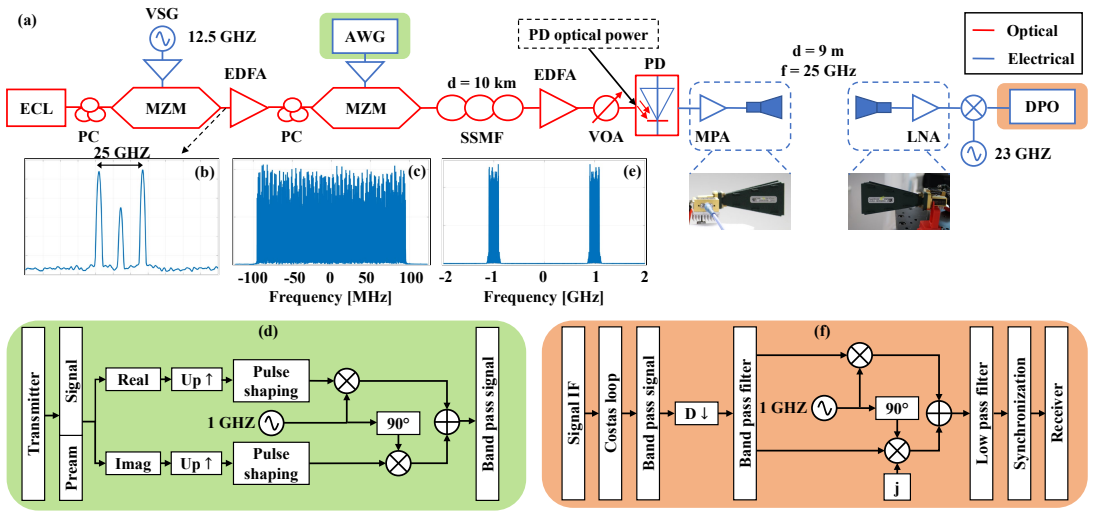 (a)
VSG
12.5 GHZ
ECL
PC
MZM
EDFA
PC
AWG
MZM
d = 10 km
SSMF
EDFA
VOA
PD optical power
PD
MPA
d = 9 m
f = 25 GHz
LNA
23 GHZ
DPO
Optical
Electrical
25 GHZ
(b)
(c)
-100
-50
0
50
100
Frequency [MHz]
(e)
-2
-1
0
1
2
Frequency [GHz]
(d)
Transmitter
Signal
Pream
Real
Up ↑
Pulse
shaping
1 GHZ
90°
Imag
Up ↑
Pulse
shaping
Band pass signal
(f)
Signal IF
Costas loop
Band pass signal
D ↓
Band pass filter
1 GHZ
90°
j
Low pass filter
Synchronization
Receiver